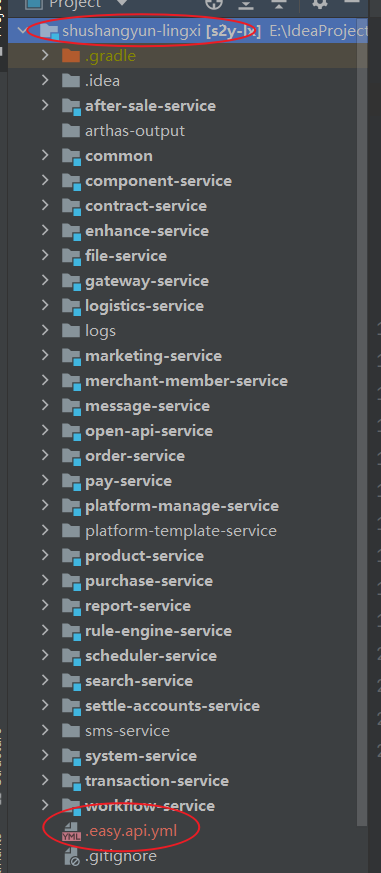 Project
shushangyun-lingxi [s2y-lx] E:\IdeaProject
.gradle
.idea
after-sale-service
arthas-output
common
component-service
contract-service
enhance-service
file-service
gateway-service
logistics-service
logs
marketing-service
merchant-member-service
message-service
open-api-service
order-service
pay-service
platform-manage-service
platform-template-service
product-service
purchase-service
report-service
rule-engine-service
scheduler-service
search-service
settle-accounts-service
sms-service
system-service
transaction-service
workflow-service
YML .easy.api.yml
.gitignore